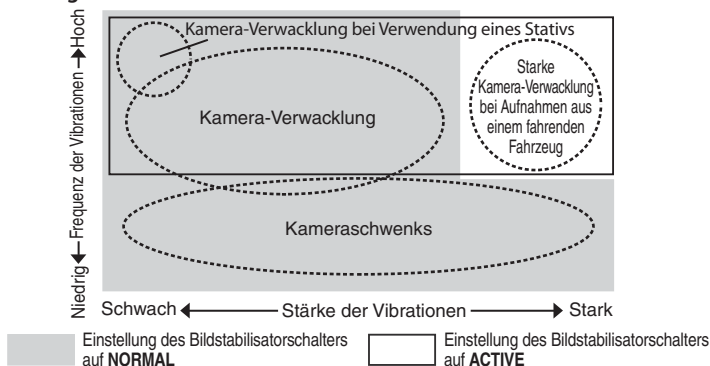 Kamera-Verwacklung bei Verwendung eines Stativs
Starke
Kamera-Verwacklung
bei Aufnahmen aus
einem fahrenden
Fahrzeug
Kamera-Verwacklung
Kameraschwenks
Niedrig Frequenz der Vibrationen Hoch
Schwach Stärke der Vibrationen Stark
Einstellung des Bildstabilisatorschalters
auf NORMAL
Einstellung des Bildstabilisatorschalters
auf ACTIVE